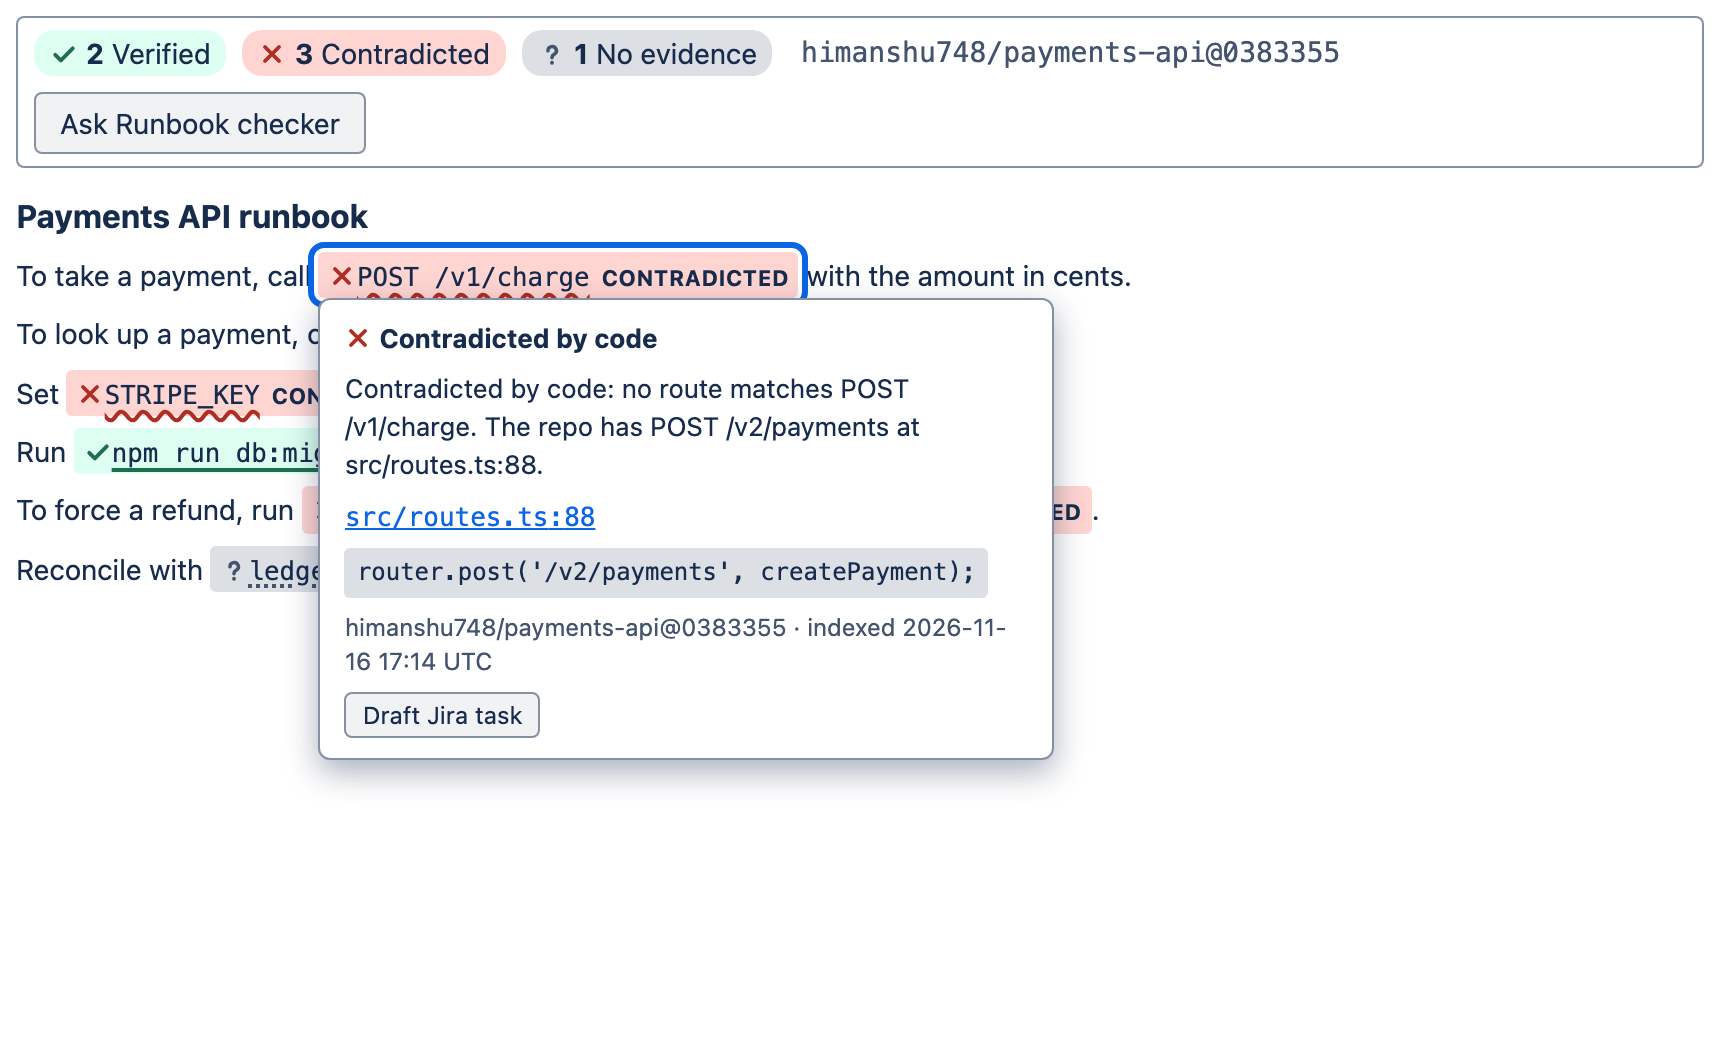 ✓ 2 Verified ✕ 3 Contradicted ? 1 No evidence himanshu748/payments-api@0383355
Ask Runbook checker
Payments API runbook
To take a payment, call ✕ POST /v1/charge CONTRADICTED with the amount in cents.
To look up a payment,
Set ✕ STRIPE_KEY
Run ✓ npm run
To force a refund, run
.
Reconcile with ?
✕ Contradicted by code
Contradicted by code: no route matches POST
/v1/charge. The repo has POST /v2/payments at
src/routes.ts:88.
src/routes.ts:88
router.post('/v2/payments', createPayment);
himanshu748/payments-api@0383355 · indexed 2026-11-
16 17:14 UTC
Draft Jira task